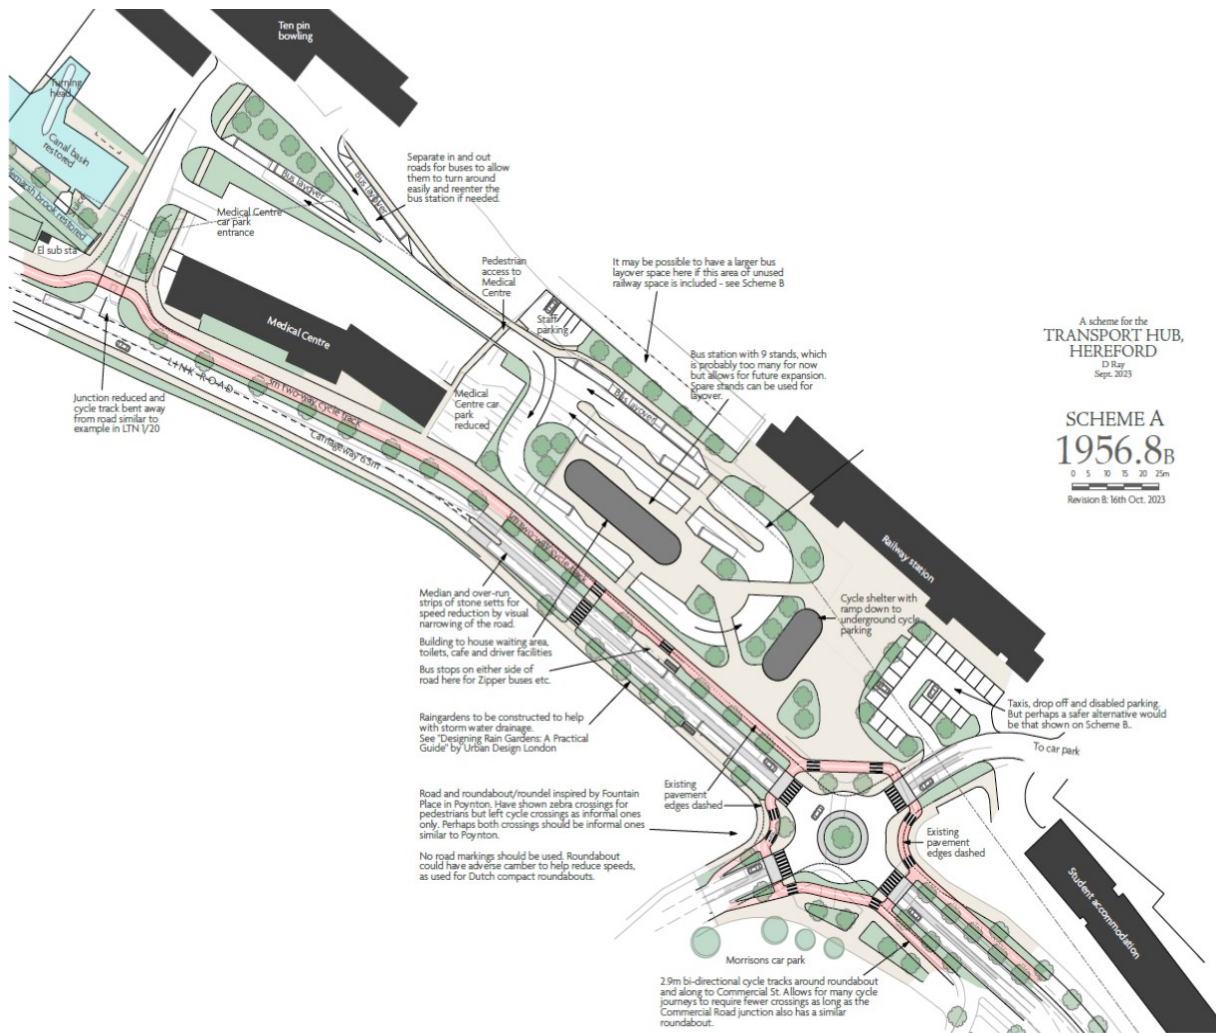 Ten pin
bowling
Turning
head
Canal basin
restored
brook restored
El sub sta
Medical Centre
car park
entrance
Bus layover
Bus layover
Separate in and out
roads for buses to allow
them to turn around
easily and reenter the
bus station if needed.
Pedestrian
access to
Medical
Centre
It may be possible to have a larger bus
layover space here if this area of unused
railway space is included - see Scheme B
Staff
parking
Medical Centre
LINK ROAD
3m two-way cycle track
Carriageway 6.5m
Junction reduced and
cycle track bent away
from road similar to
example in LTN 1/20
Medical
Centre car
park
reduced
Bus layover
Bus station with 9 stands, which
is probably too many for now
but allows for future expansion.
Spare stands can be used for
layover.
A scheme for the
TRANSPORT HUB,
HEREFORD
D Ray
Sept. 2023
SCHEME A
1956.8B
0 5 10 15 20 25m
Revision B: 16th Oct. 2023
3m two-way cycle track
Railway station
Median and over-run
strips of stone setts for
speed reduction by visual
narrowing of the road.
Building to house waiting area,
toilets, cafe and driver facilities
Bus stops on either side of
road here for Zipper buses etc.
Cycle shelter with
ramp down to
underground cycle
parking
Raingardens to be constructed to help
with storm water drainage.
See "Designing Rain Gardens: A Practical
Guide" by Urban Design London
Taxis, drop off and disabled parking.
But perhaps a safer alternative would
be that shown on Scheme B..
To car park
Road and roundabout/roundel inspired by Fountain
Place in Poynton. Have shown zebra crossings for
pedestrians but left cycle crossings as informal ones
only. Perhaps both crossings should be informal ones
similar to Poynton.
No road markings should be used. Roundabout
could have adverse camber to help reduce speeds,
as used for Dutch compact roundabouts.
Existing
pavement
edges dashed
Existing
pavement
edges dashed
Student accommodation
Morrisons car park
2.9m bi-directional cycle tracks around roundabout
and along to Commercial St. Allows for many cycle
journeys to require fewer crossings as long as the
Commercial Road junction also has a similar
roundabout.